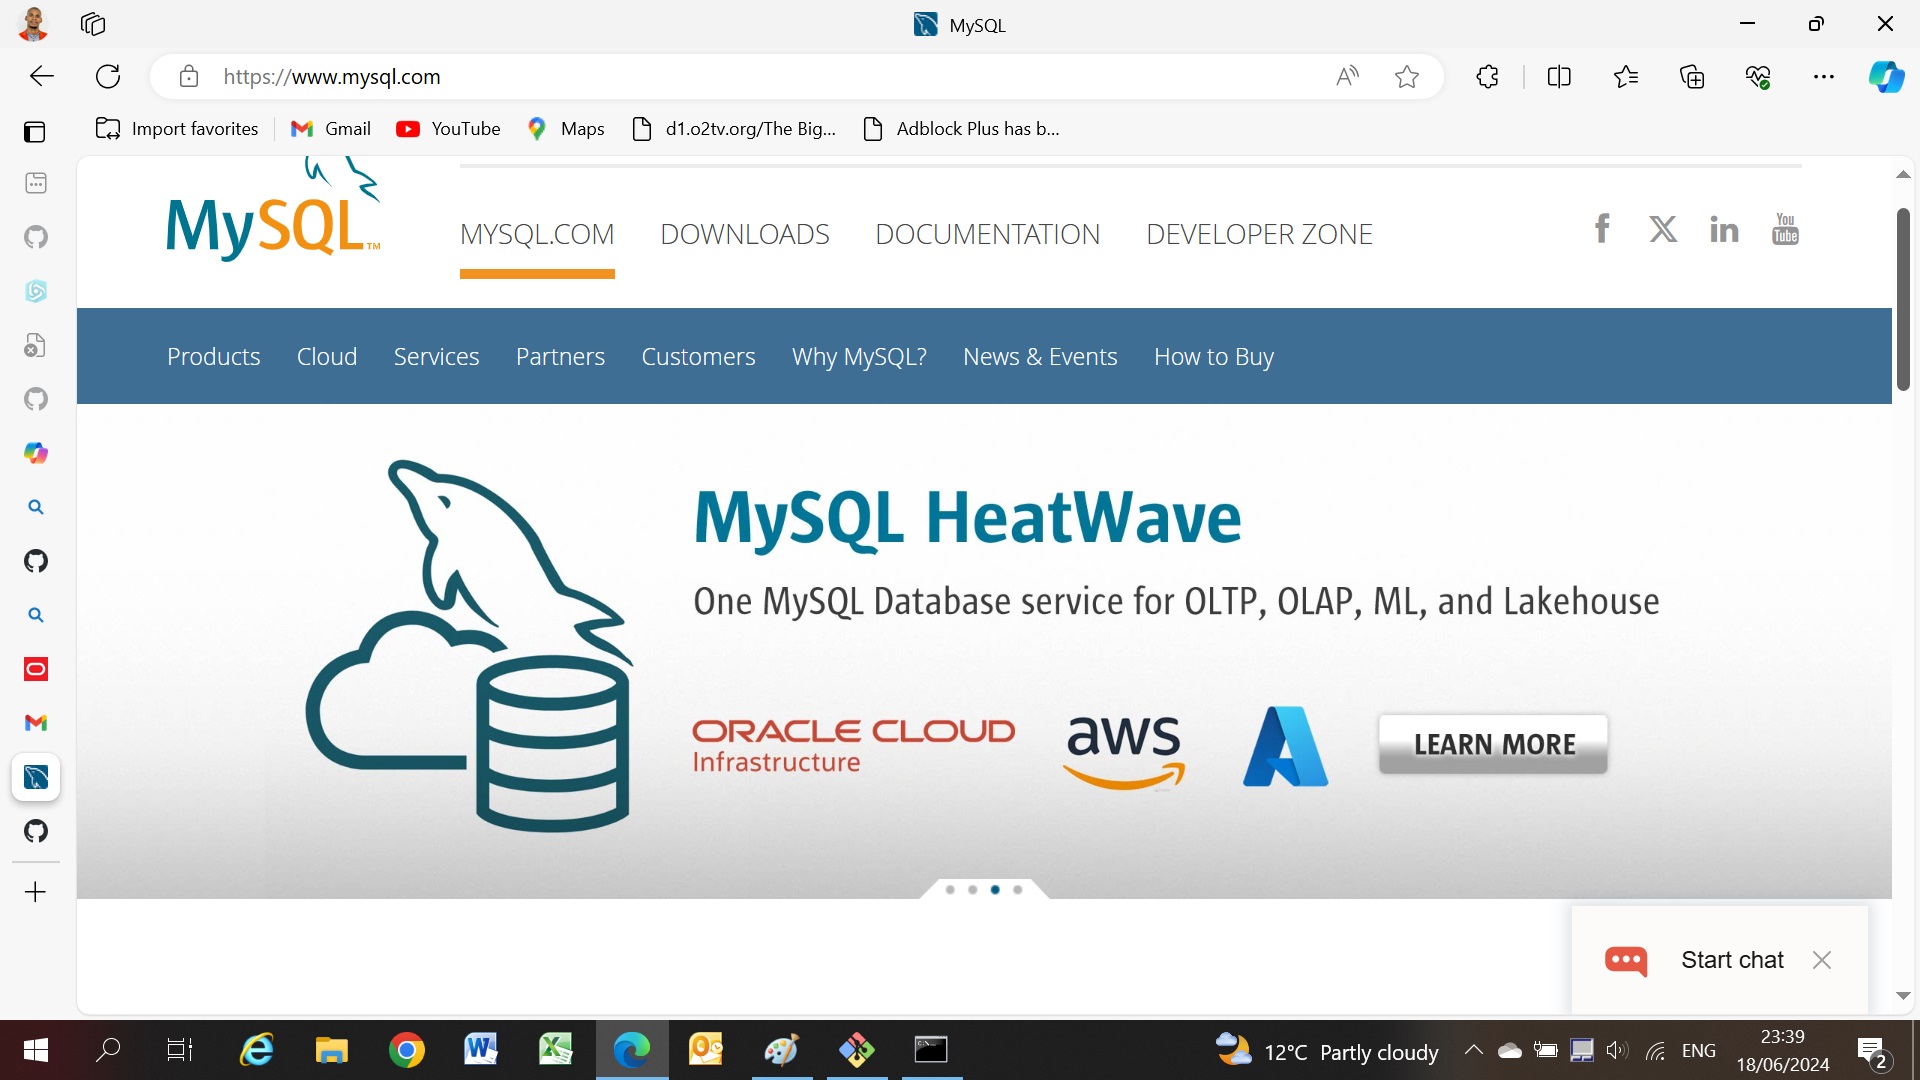 MySQL
https://www.mysql.com
Import favorites
Gmail
YouTube
Maps
d1.o2tv.org/The Big...
Adblock Plus has b...
MySQL™
MYSQL.COM
DOWNLOADS
DOCUMENTATION
DEVELOPER ZONE
f
X
in
You
Tube
Products
Cloud
Services
Partners
Customers
Why MySQL?
News & Events
How to Buy
MySQL HeatWave
One MySQL Database service for OLTP, OLAP, ML, and Lakehouse
ORACLE CLOUD
Infrastructure
aws
LEARN MORE
Start chat
12°C Partly cloudy
ENG
23:39
18/06/2024
2